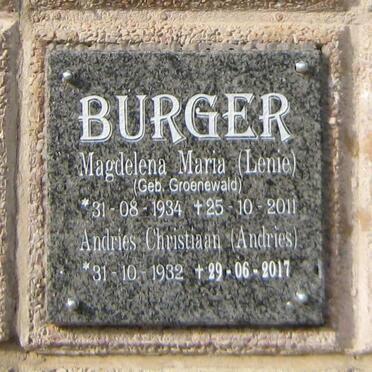 BURGER
Magdelena Maria (Lenie)
(Geb. Groenewald)
*31-08-1934 ✝25-10-2011
Andries Christiaan (Andries)
*31-10-1932 ✝29-06-2017